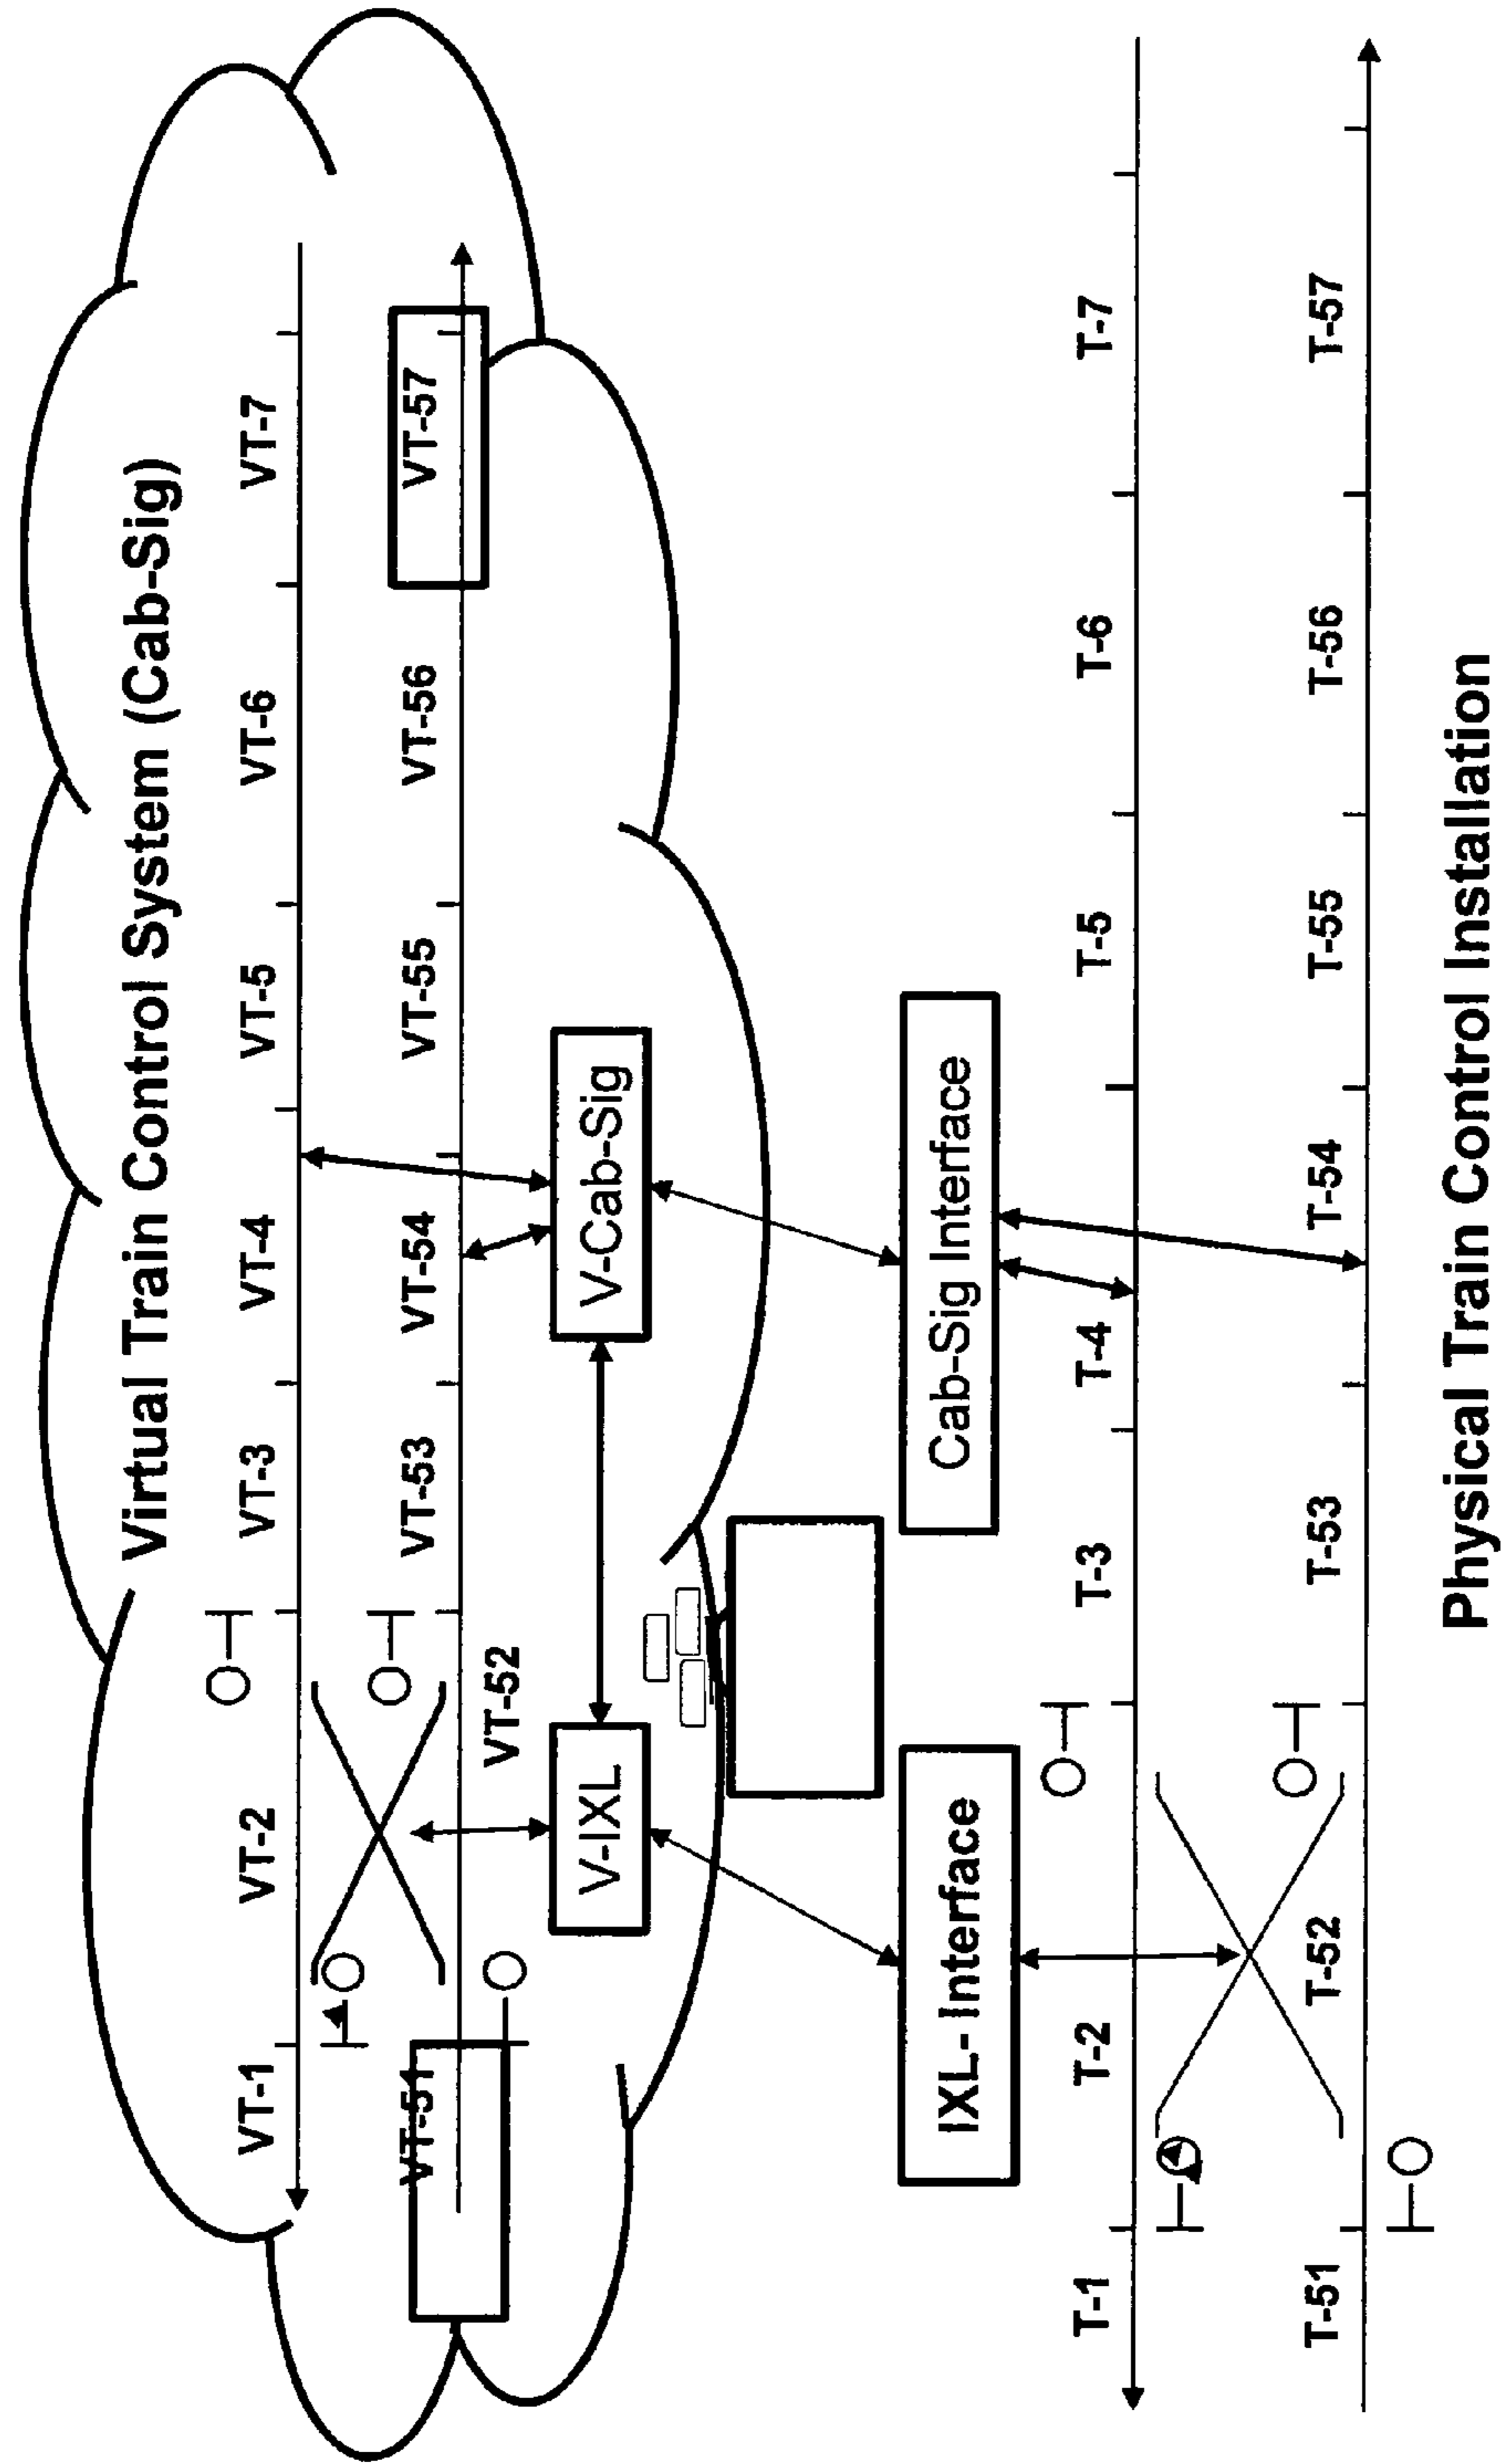 Virtual Train Control System (Cab-Sig)
VT-1 VT-2 VT-3 VT-4 VT-5 VT-6 VT-7
VT-51 VT-53 VT-54 VT-55 VT-56 VT-57
VT-52
V-IXL V-Cab-Sig
IXL- Interface Cab-Sig Interface
T-1 T-2 T-3 T-4 T-5 T-6 T-7
T-51 T-52 T-53 T-54 T-55 T-56 T-57
Physical Train Control Installation